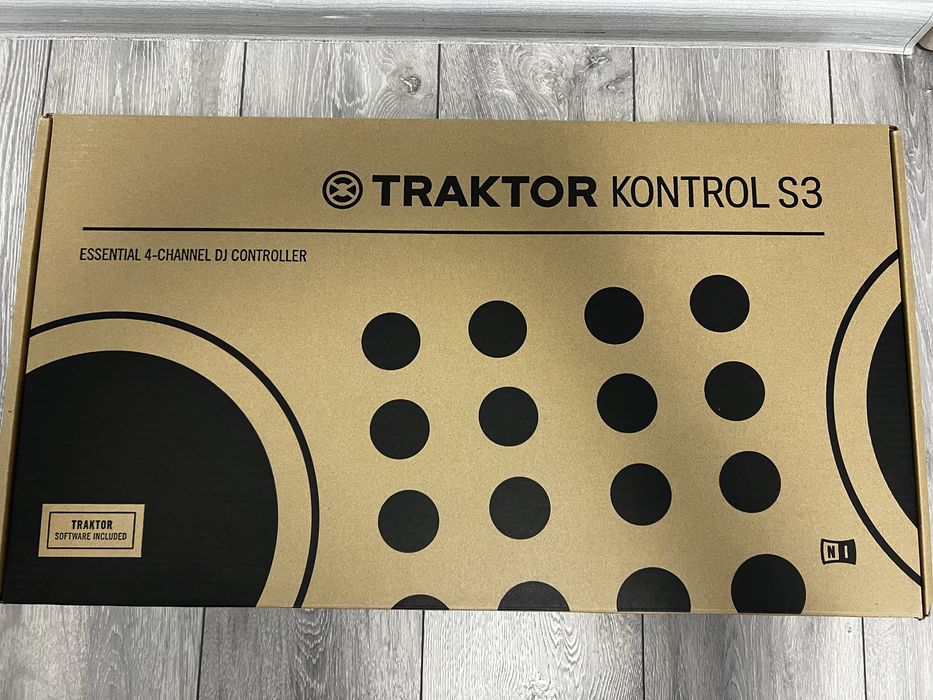 TRAKTOR KONTROL S3
ESSENTIAL 4-CHANNEL DJ CONTROLLER
TRAKTOR
SOFTWARE INCLUDED
NI